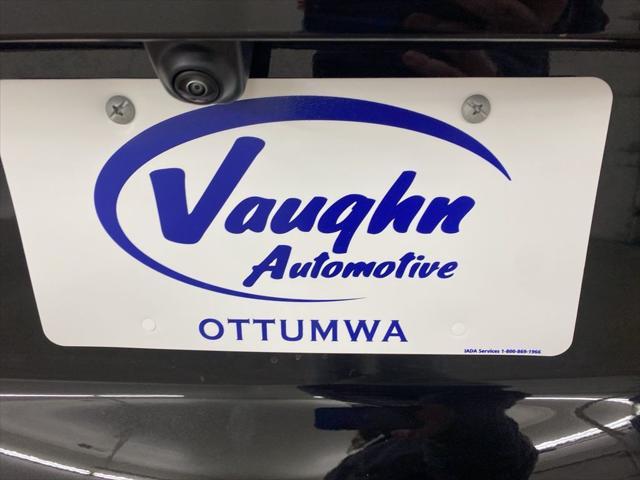 Vaughn
Automotive
OTTUMWA
IADA Services 1-800-869-1966